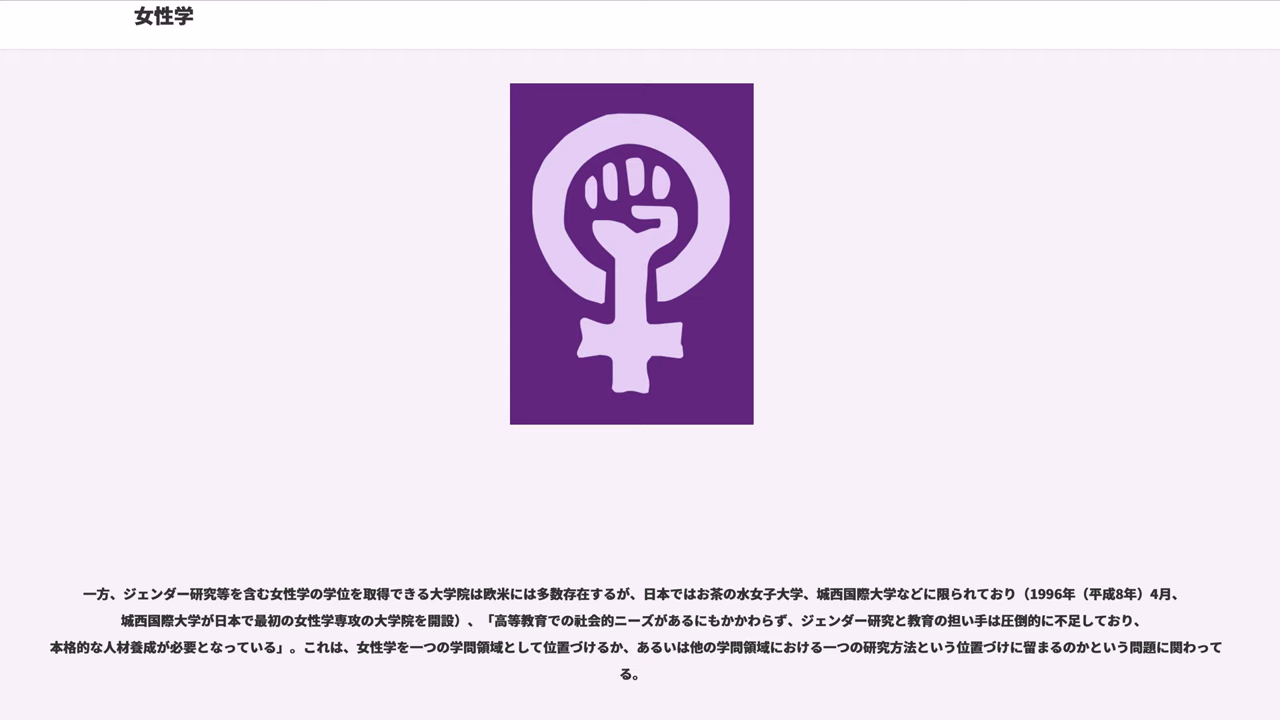 女性学
一方、ジェンダー研究等を含む女性学の学位を取得できる大学院は欧米には多数存在するが、日本ではお茶の水女子大学、城西国際大学などに限られており（1996年（平成8年）4月、
城西国際大学が日本で最初の女性学専攻の大学院を開設）、「高等教育での社会的ニーズがあるにもかかわらず、ジェンダー研究と教育の担い手は圧倒的に不足しており、
本格的な人材養成が必要となっている」。これは、女性学を一つの学問領域として位置づけるか、あるいは他の学問領域における一つの研究方法という位置づけに留まるのかという問題に関わって
る。